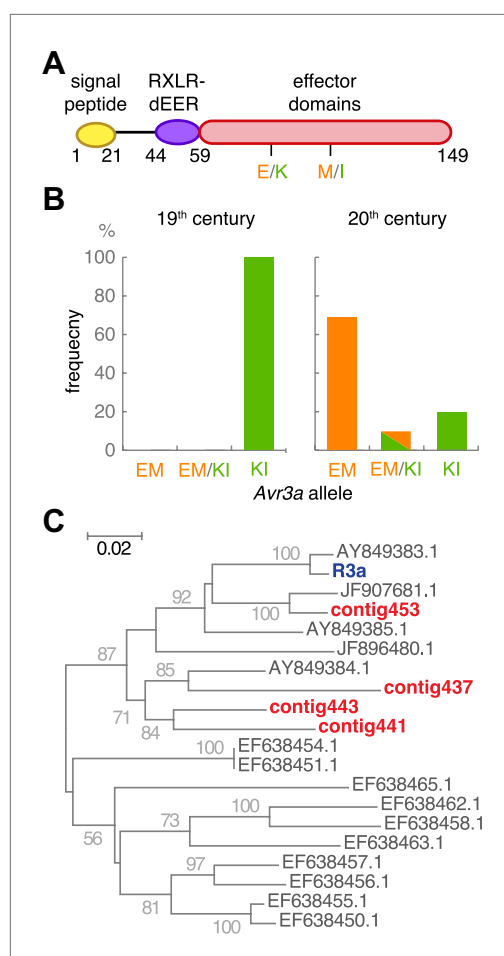 A
signal peptide
RXLR-dEER
effector domains
1 21 44 59 149
E/K M/I
B
19th century 20th century
%
100
80
60
40
20
0
frequecny
EM EM/KI KI EM EM/KI KI
Avr3a allele
C
0.02
100 AY849383.1
R3a
92 JF907681.1
100 contig453
AY849385.1
87 JF896480.1
85 AY849384.1
contig437
71 contig443
84 contig441
100 EF638454.1
EF638451.1
EF638465.1
100 EF638462.1
56 73 EF638458.1
EF638463.1
97 EF638457.1
EF638456.1
81 EF638455.1
100 EF638450.1